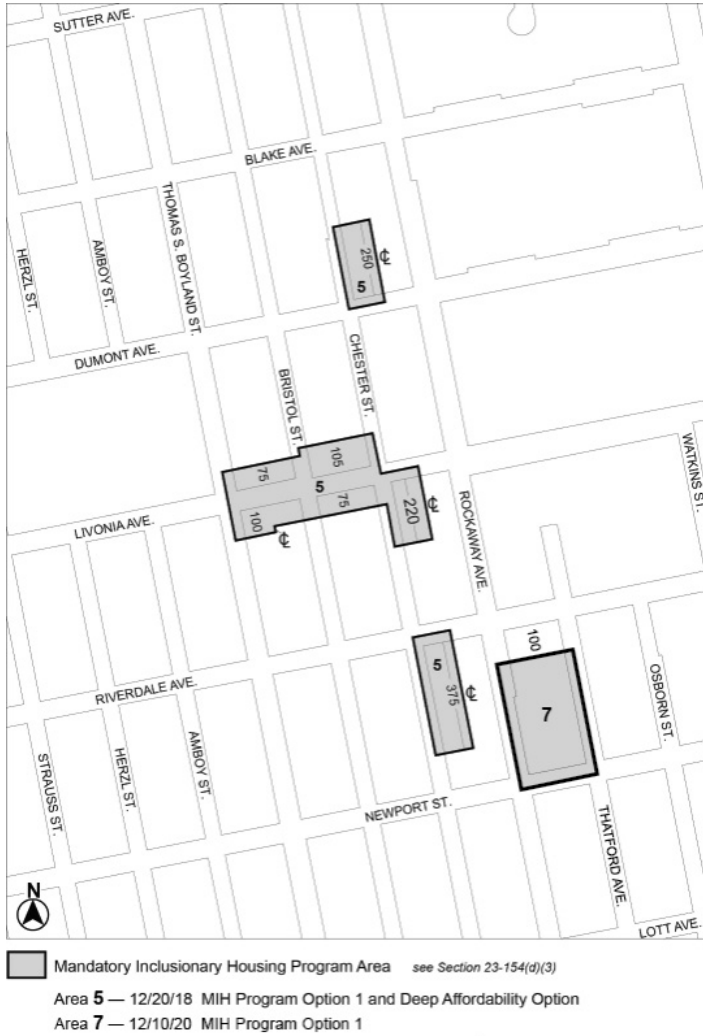 SUTTER AVE.
BLAKE AVE.
THOMAS S. BOYLAND ST.
HERZL ST.
AMBOY ST.
250
℄
5
DUMONT AVE.
CHESTER ST.
BRISTOL ST.
WATKINS ST.
105
75
5
75
100
220
℄
℄
ROCKAWAY AVE.
LIVONIA AVE.
100
5
375
℄
7
OSBORN ST.
RIVERDALE AVE.
STRAUSS ST.
HERZL ST.
AMBOY ST.
NEWPORT ST.
THATFORD AVE.
LOTT AVE.
N
Mandatory Inclusionary Housing Program Area see Section 23-154(d)(3)
Area 5 — 12/20/18 MIH Program Option 1 and Deep Affordability Option
Area 7 — 12/10/20 MIH Program Option 1